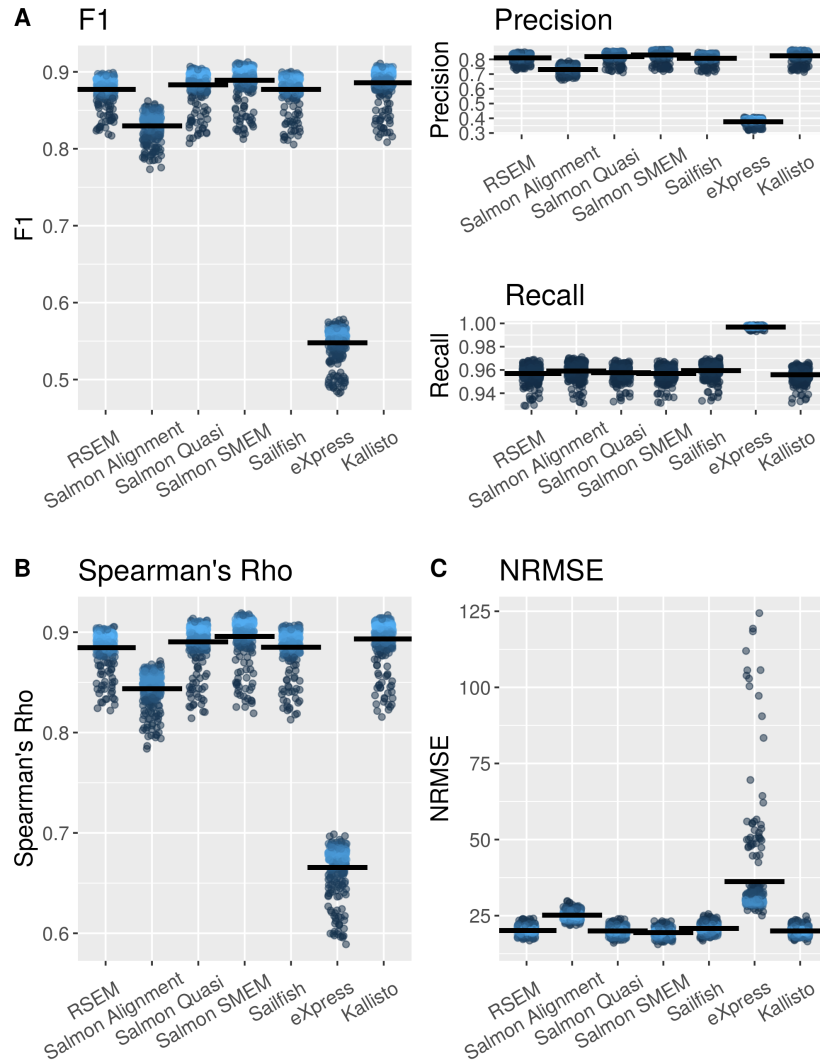 A
F1
F1
0.9
0.8
0.7
0.6
0.5
RSEM
Salmon Alignment
Salmon Quasi
Salmon SMEM
Sailfish
eXpress
Kallisto
Precision
Precision
0.8
0.7
0.6
0.5
0.4
0.3
RSEM
Salmon Alignment
Salmon Quasi
Salmon SMEM
Sailfish
eXpress
Kallisto
Recall
Recall
1.00
0.98
0.96
0.94
RSEM
Salmon Alignment
Salmon Quasi
Salmon SMEM
Sailfish
eXpress
Kallisto
B
Spearman's Rho
Spearman's Rho
0.9
0.8
0.7
0.6
RSEM
Salmon Alignment
Salmon Quasi
Salmon SMEM
Sailfish
eXpress
Kallisto
C
NRMSE
NRMSE
125
100
75
50
25
RSEM
Salmon Alignment
Salmon Quasi
Salmon SMEM
Sailfish
eXpress
Kallisto